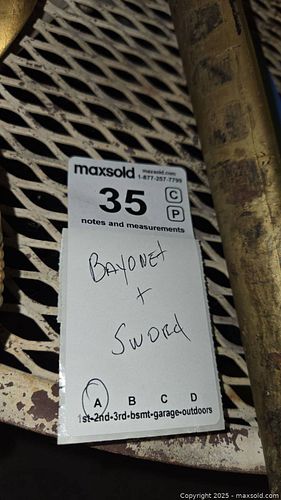 maxsold maxsold.com
1-877-257-7799
35 C
P
notes and measurements
Bayonet
+
Sword
A B C D
1st-2nd-3rd-bsmt-garage-outdoors
Copyright 2025 - maxsold.com